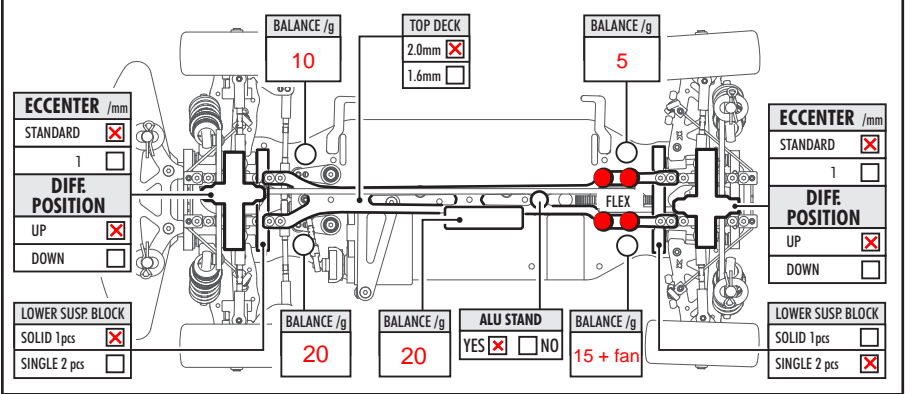 BALANCE /g
10
TOP DECK
2.0mm
1.6mm
BALANCE /g
5
ECCENTER /mm
STANDARD
1
DIFF.
POSITION
UP
DOWN
ECCENTER /mm
STANDARD
1
DIFF.
POSITION
UP
DOWN
FLEX
LOWER SUSP. BLOCK
SOLID 1pcs
SINGLE 2 pcs
BALANCE /g
20
BALANCE /g
20
ALU STAND
YES NO
BALANCE /g
15 + fan
LOWER SUSP. BLOCK
SOLID 1pcs
SINGLE 2 pcs